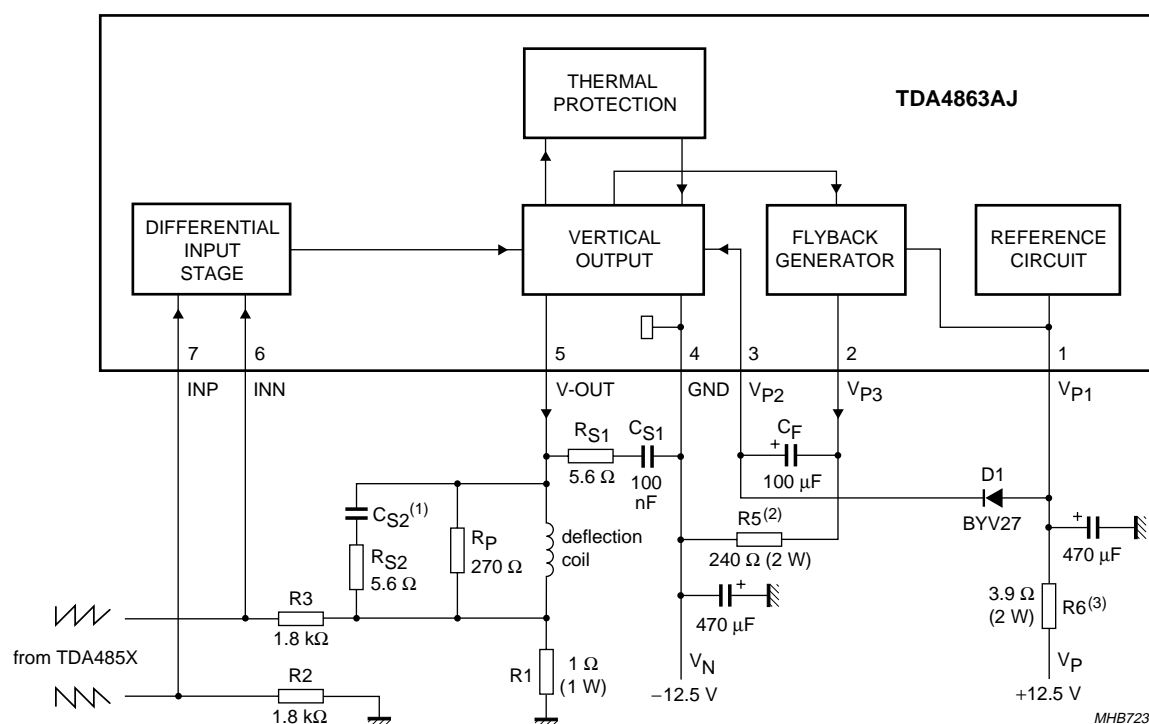 THERMAL
PROTECTION
TDA4863AJ
DIFFERENTIAL
INPUT
STAGE
VERTICAL
OUTPUT
FLYBACK
GENERATOR
REFERENCE
CIRCUIT
7
6
5
4
3
2
1
INP
INN
V-OUT
GND
VP2
VP3
VP1
RS1
5.6 Ω
CS1
100
nF
CF
+
100 μF
D1
BYV27
CS2(1)
RS2
5.6 Ω
RP
270 Ω
deflection
coil
R5(2)
240 Ω (2 W)
+
470 μF
+
470 μF
3.9 Ω
(2 W)
R6(3)
R3
1.8 kΩ
from TDA485X
R2
1.8 kΩ
R1
1 Ω
(1 W)
VN
−12.5 V
VP
+12.5 V
MHB723